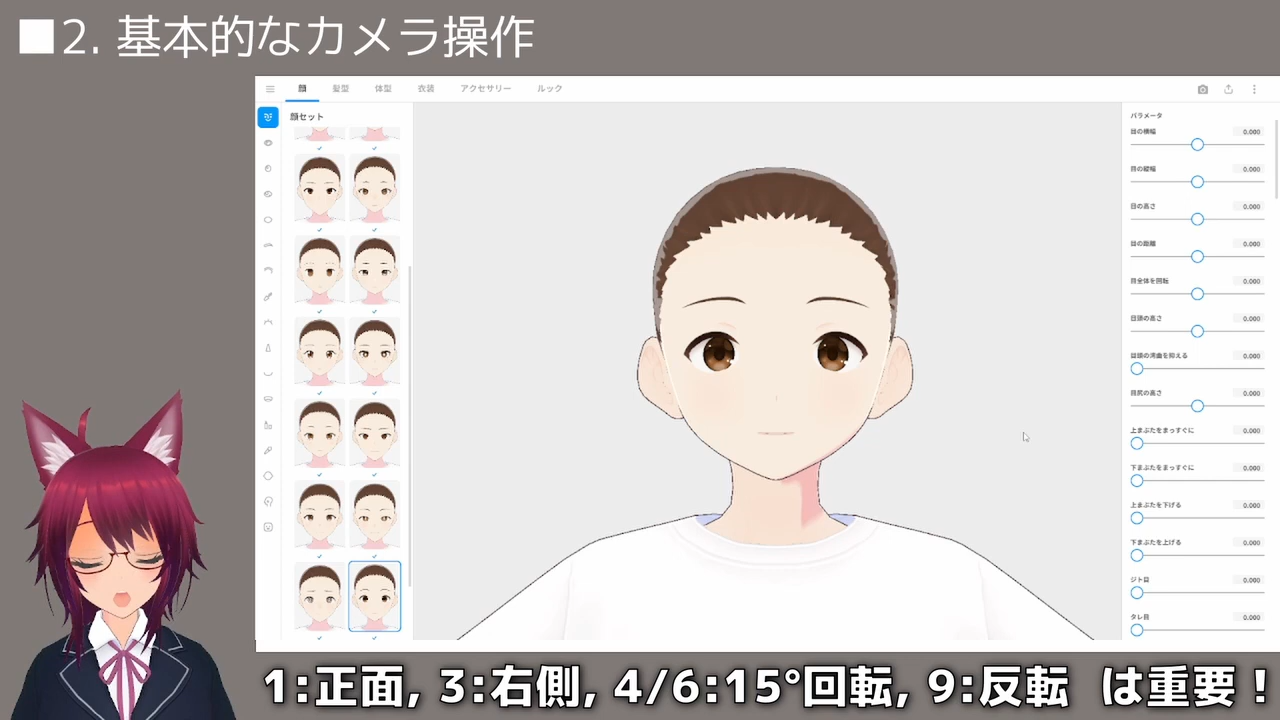 ■2. 基本的なカメラ操作
顔 髪型 体型 衣装 アクセサリー ルック
顔セット
パラメータ
目の横幅 0.000
目の縦幅 0.000
目の高さ 0.000
目の距離 0.000
目全体を回転 0.000
目頭の高さ 0.000
目頭の湾曲を抑える 0.000
目尻の高さ 0.000
上まぶたをまっすぐに 0.000
下まぶたをまっすぐに 0.000
上まぶたを下げる 0.000
下まぶたを上げる 0.000
ジト目 0.000
タレ目 0.000
1:正面, 3:右側, 4/6:15°回転, 9:反転 は重要！